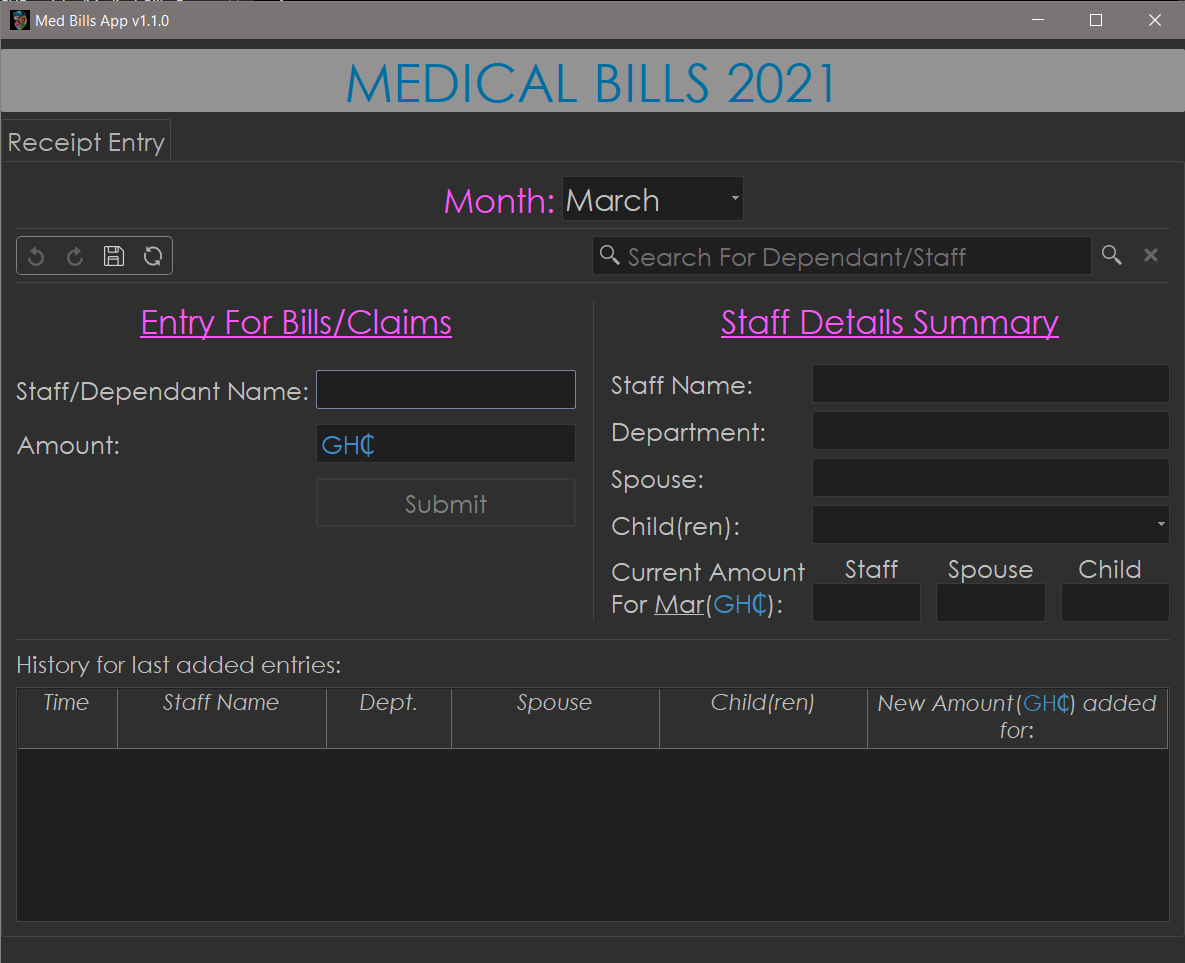 Med Bills App v1.1.0
MEDICAL BILLS 2021
Receipt Entry
Month: March
Search For Dependant/Staff
Entry For Bills/Claims
Staff/Dependant Name:
Amount: GH₵
Submit
Staff Details Summary
Staff Name:
Department:
Spouse:
Child(ren):
Current Amount
For Mar(GH₵):
Staff Spouse Child
History for last added entries:
Time Staff Name Dept. Spouse Child(ren) New Amount(GH₵) added
for: